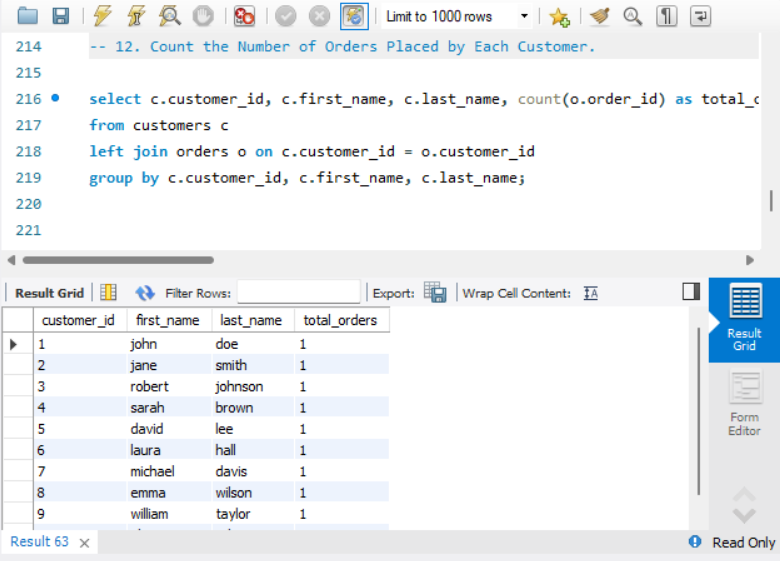 Limit to 1000 rows
214 -- 12. Count the Number of Orders Placed by Each Customer.
215
216 select c.customer_id, c.first_name, c.last_name, count(o.order_id) as total_c
217 from customers c
218 left join orders o on c.customer_id = o.customer_id
219 group by c.customer_id, c.first_name, c.last_name;
220
221
Result Grid Filter Rows: Export: Wrap Cell Content:
customer_id first_name last_name total_orders
1 john doe 1
2 jane smith 1
3 robert johnson 1
4 sarah brown 1
5 david lee 1
6 laura hall 1
7 michael davis 1
8 emma wilson 1
9 william taylor 1
Result
Grid
Form
Editor
Result 63
Read Only